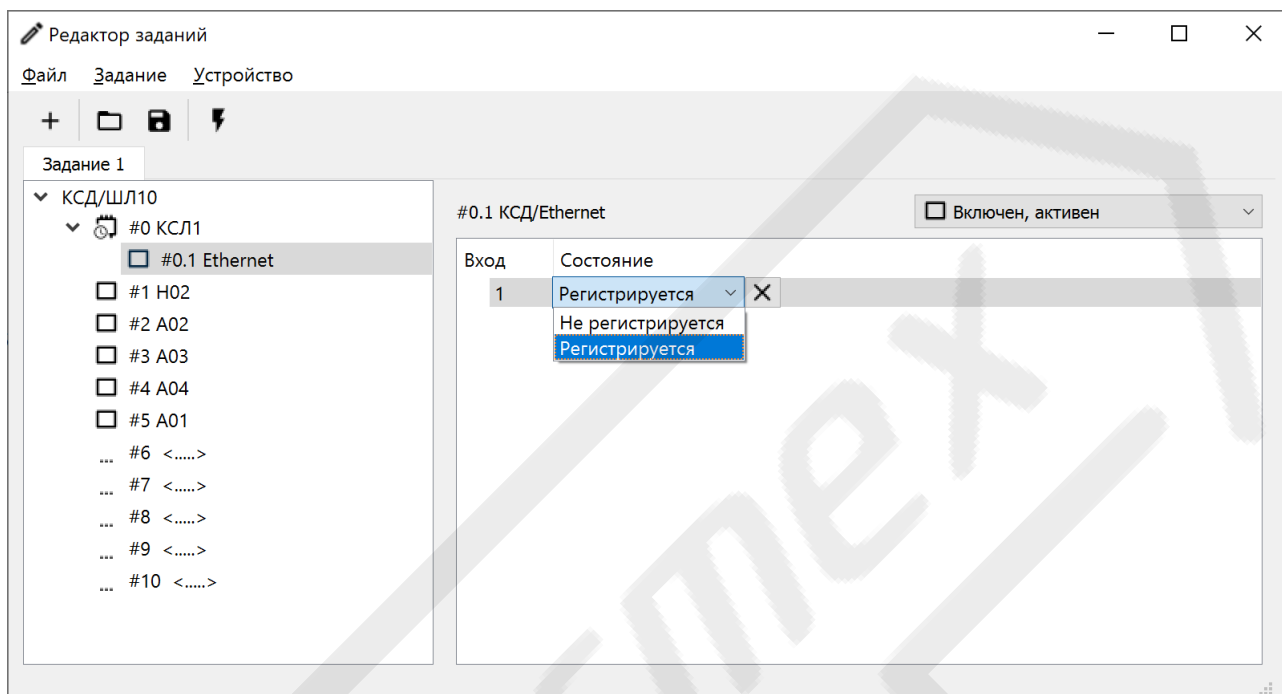 Редактор заданий
Файл Задание Устройство
Задание 1
КСД/ШЛ10
#0 КСЛ1
#0.1 Ethernet
#1 Н02
#2 А02
#3 А03
#4 А04
#5 А01
#6 <.....>
#7 <.....>
#8 <.....>
#9 <.....>
#10 <.....>
#0.1 КСД/Ethernet
Включен, активен
Вход Состояние
1 Регистрируется
Не регистрируется
Регистрируется